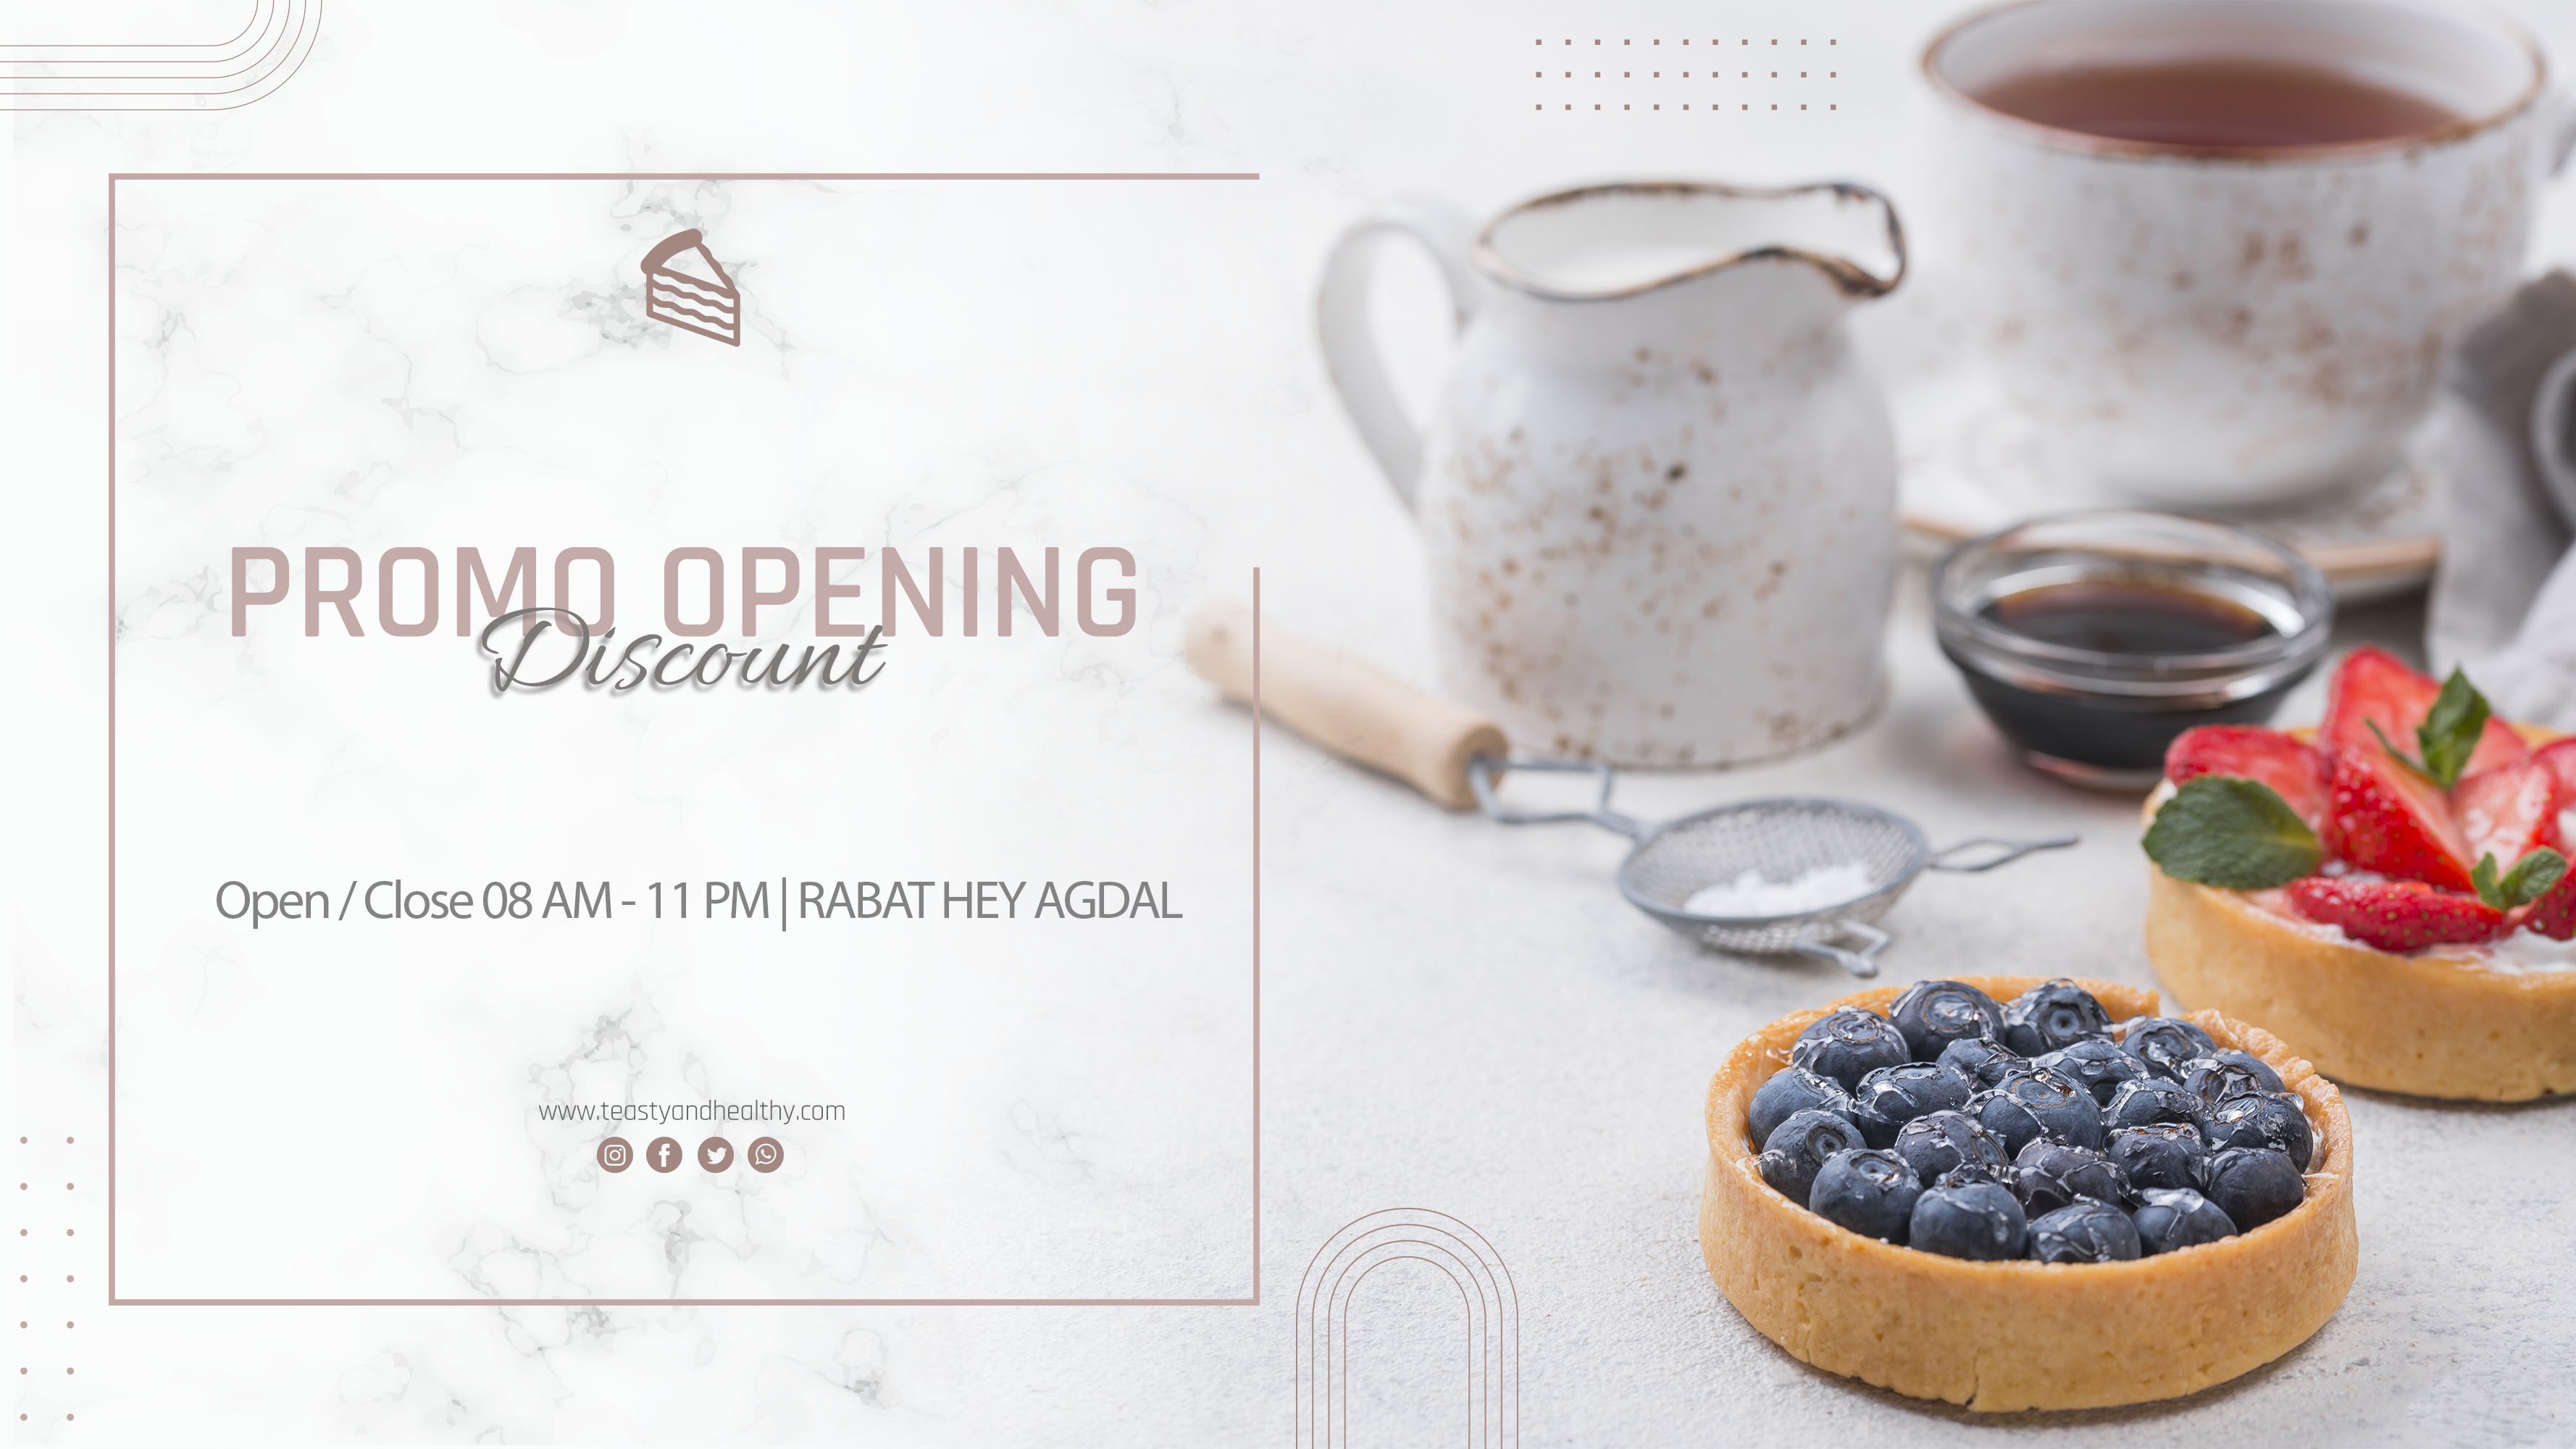 PROMO OPENING
Discount
Open / Close 08 AM - 11 PM | RABAT HEY AGDAL
www.teastyandhealthy.com